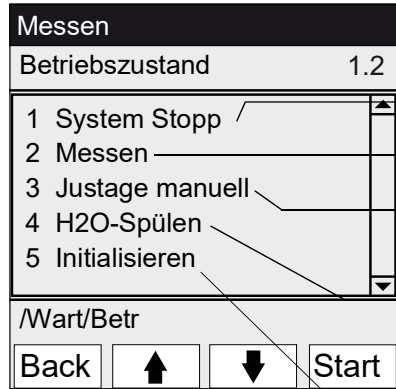 Messen
Betriebszustand 1.2
1 System Stopp
2 Messen
3 Justage manuell
4 H2O-Spülen
5 Initialisieren
/Wart/Betr
Back Start